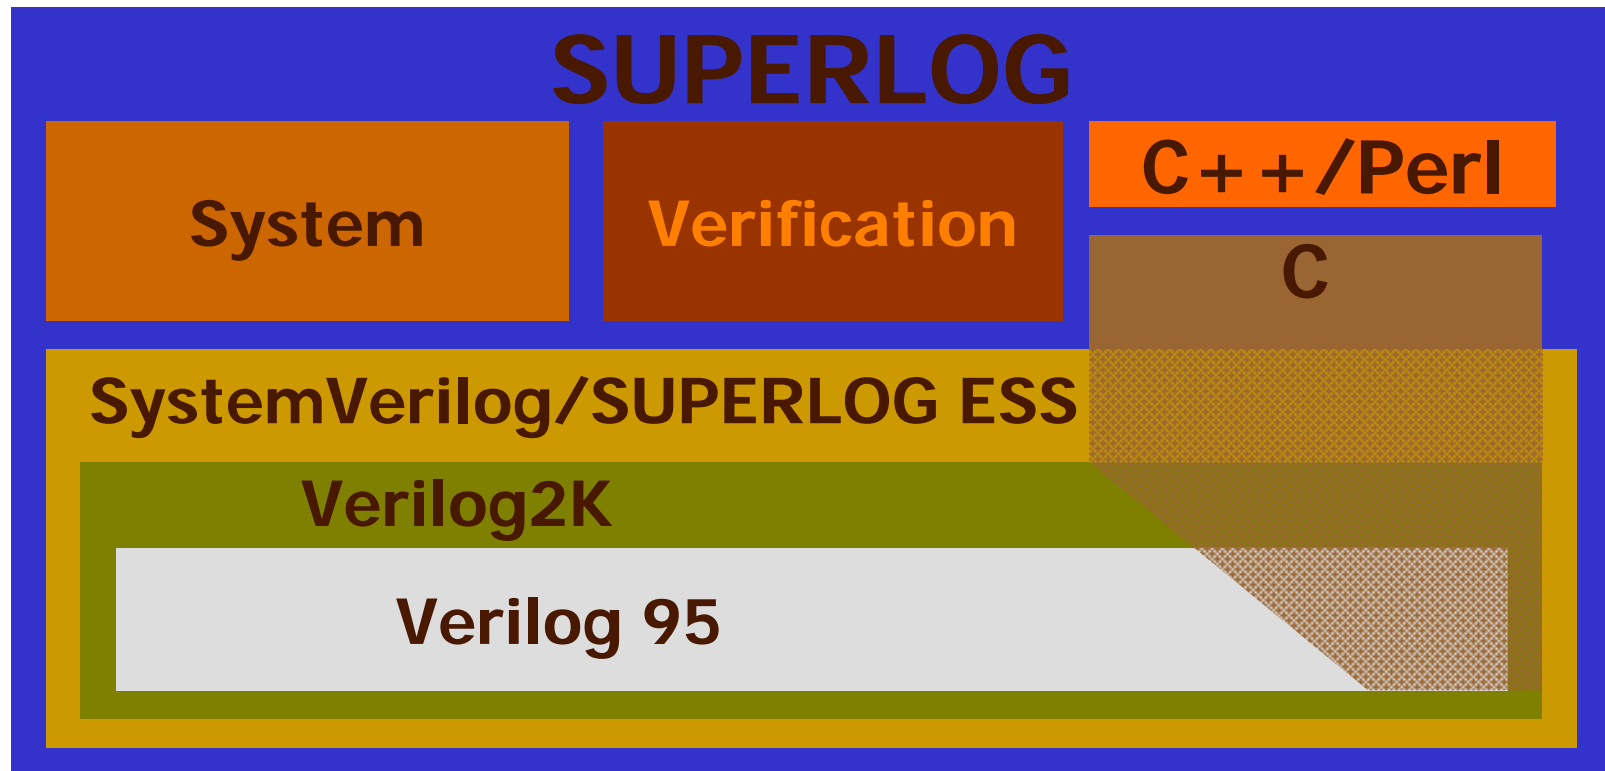 SUPERLOG
System
Verification
C++/Perl
C
SystemVerilog/SUPERLOG ESS
Verilog2K
Verilog 95